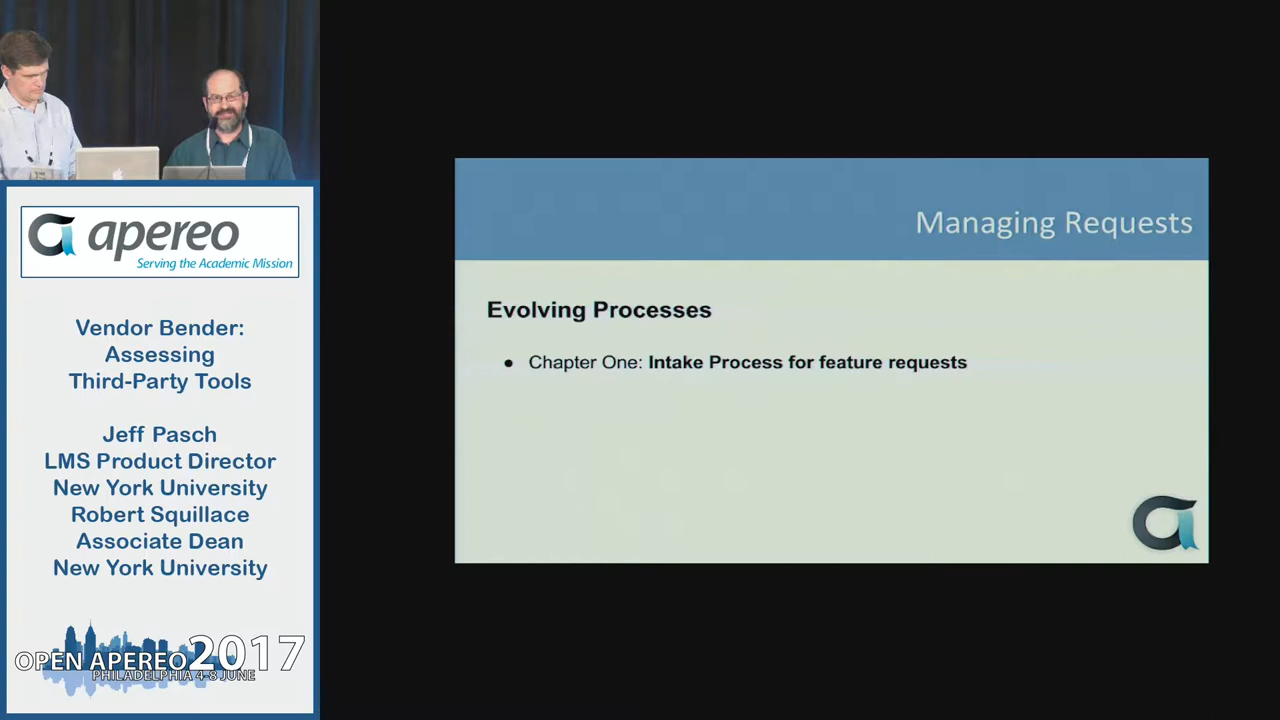 apereo
Serving the Academic Mission
Vendor Bender:
Assessing
Third-Party Tools
Jeff Pasch
LMS Product Director
New York University
Robert Squillace
Associate Dean
New York University
OPEN APEREO 2017
PHILADELPHIA 4-8 JUNE
Managing Requests
Evolving Processes
● Chapter One: Intake Process for feature requests